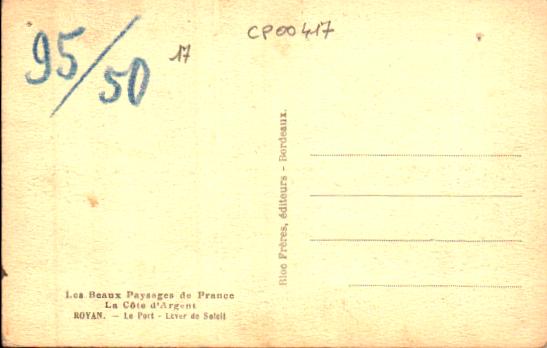 95/50
17
CP00417
Bloc Frères, éditeurs - Bordeaux.
Les Beaux Paysages de France
La Côte d'Argent
ROYAN. - Le Port - Lever de Soleil